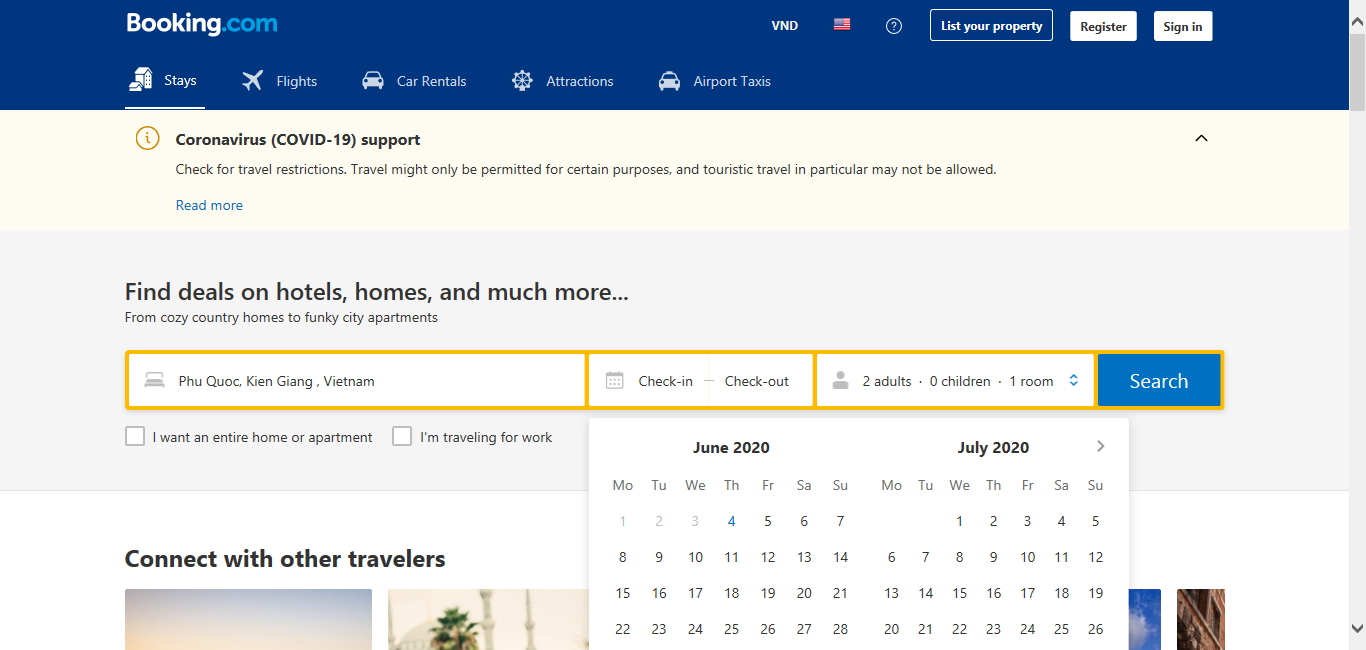 Booking.com
VND
List your property
Register
Sign in
Stays
Flights
Car Rentals
Attractions
Airport Taxis
Coronavirus (COVID-19) support
Check for travel restrictions. Travel might only be permitted for certain purposes, and touristic travel in particular may not be allowed.
Read more
Find deals on hotels, homes, and much more...
From cozy country homes to funky city apartments
Phu Quoc, Kien Giang , Vietnam
Check-in — Check-out
2 adults · 0 children · 1 room
Search
I want an entire home or apartment
I'm traveling for work
June 2020
Mo Tu We Th Fr Sa Su
1 2 3 4 5 6 7
8 9 10 11 12 13 14
15 16 17 18 19 20 21
22 23 24 25 26 27 28
July 2020
Mo Tu We Th Fr Sa Su
1 2 3 4 5
6 7 8 9 10 11 12
13 14 15 16 17 18 19
20 21 22 23 24 25 26
Connect with other travelers